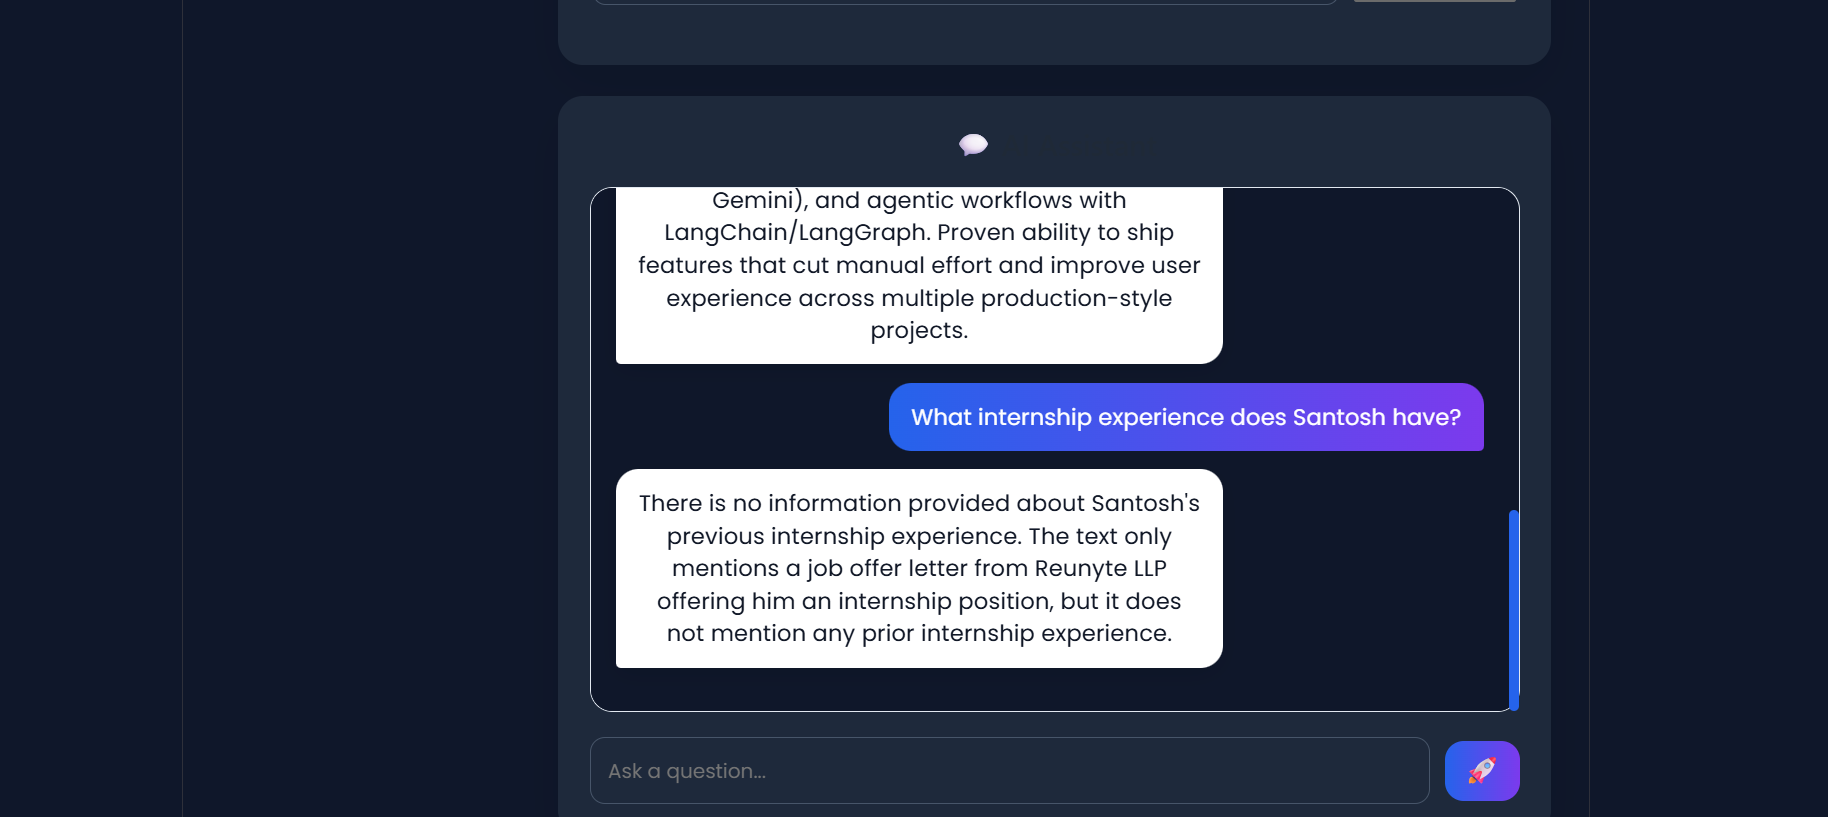 Gemini), and agentic workflows with
LangChain/LangGraph. Proven ability to ship
features that cut manual effort and improve user
experience across multiple production-style
projects.
What internship experience does Santosh have?
There is no information provided about Santosh's
previous internship experience. The text only
mentions a job offer letter from Reunyte LLP
offering him an internship position, but it does
not mention any prior internship experience.
Ask a question...